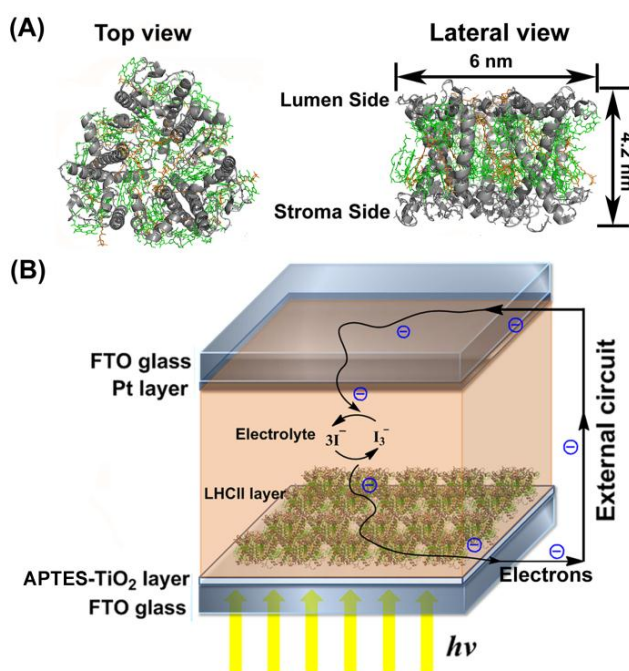 (A)
Top view
Lateral view
6 nm
Lumen Side
4.2 nm
Stroma Side
(B)
FTO glass
Pt layer
Electrolyte
3I⁻
I₃⁻
LHCII layer
External circuit
APTES-TiO₂ layer
Electrons
FTO glass
hv